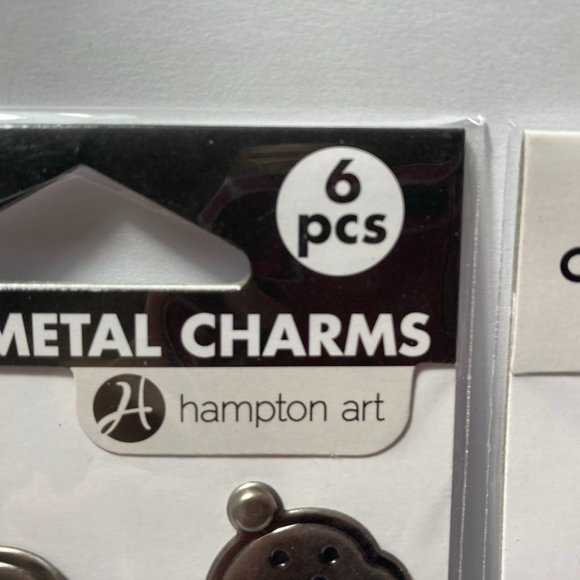 6
pcs
METAL CHARMS
H hampton art